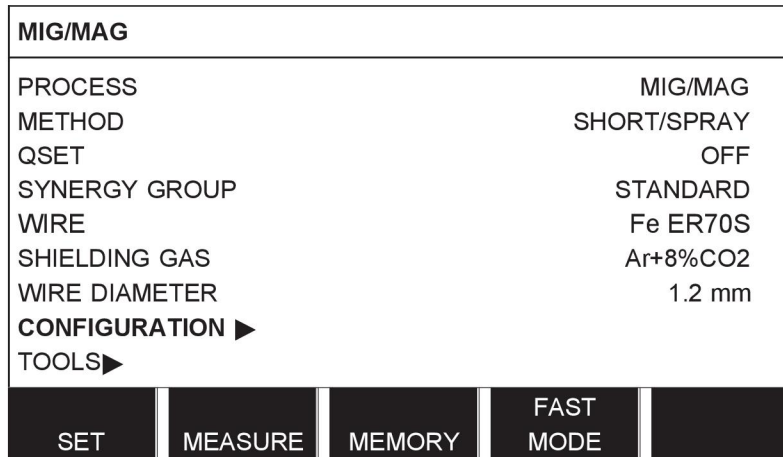 MIG/MAG
PROCESS MIG/MAG
METHOD SHORT/SPRAY
QSET OFF
SYNERGY GROUP STANDARD
WIRE Fe ER70S
SHIELDING GAS Ar+8%CO2
WIRE DIAMETER 1.2 mm
CONFIGURATION ▶
TOOLS▶
SET MEASURE MEMORY FAST MODE